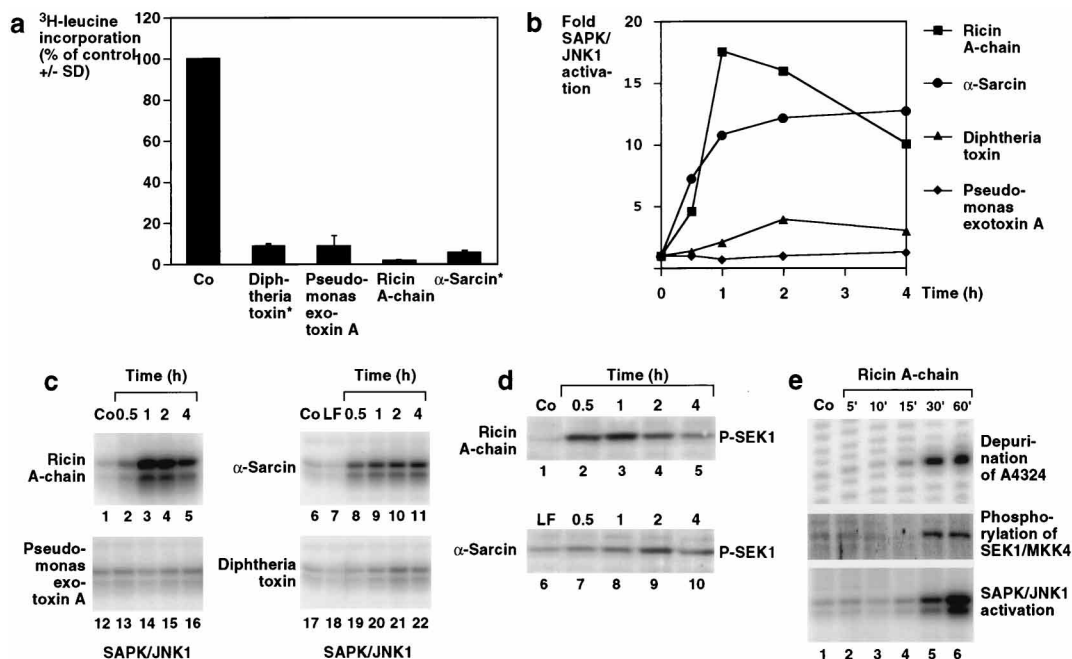 a
³H-leucine
incorporation
(% of control
+/- SD)
120
100
80
60
40
20
0
Co
Diph-
theria
toxin*
Pseudo-
monas
exo-
toxin A
Ricin
A-chain
α-Sarcin*
b
Fold
SAPK/
JNK1
activa-
tion
20
15
10
5
0 1 2 3 4 Time (h)
Ricin
A-chain
α-Sarcin
Diphtheria
toxin
Pseudo-
monas
exotoxin A
c
Time (h)
Co 0.5 1 2 4
Ricin
A-chain
1 2 3 4 5
Pseudo-
monas
exo-
toxin A
12 13 14 15 16
SAPK/JNK1
Time (h)
Co LF 0.5 1 2 4
α-Sarcin
6 7 8 9 10 11
Diphtheria
toxin
17 18 19 20 21 22
SAPK/JNK1
d
Time (h)
Co 0.5 1 2 4
Ricin
A-chain
P-SEK1
1 2 3 4 5
LF 0.5 1 2 4
α-Sarcin
P-SEK1
6 7 8 9 10
e
Ricin A-chain
Co 5' 10' 15' 30' 60'
Depuri-
nation
of A4324
Phospho-
rylation of
SEK1/MKK4
SAPK/JNK1
activation
1 2 3 4 5 6